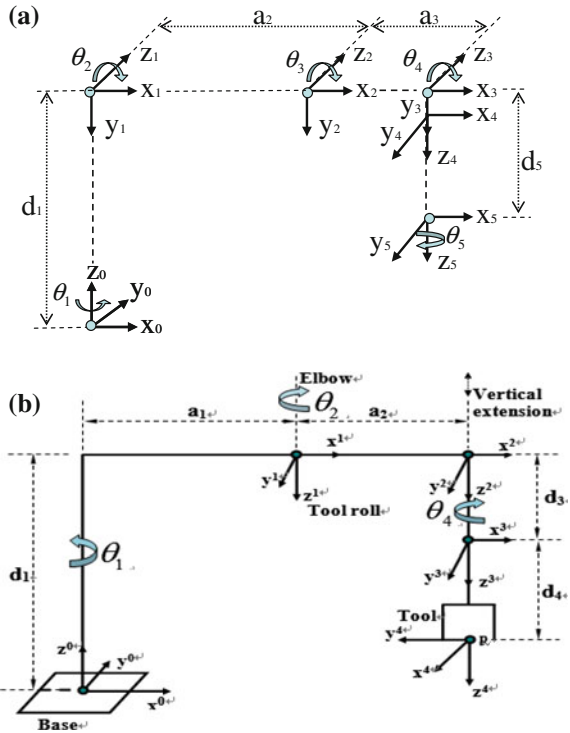 (a)
a₂
a₃
θ₂ z₁
θ₃ z₂
θ₄ z₃
x₁
x₂
x₃
y₁
y₂
y₃
x₄
y₄
z₄
d₁
d₅
x₅
y₅
θ₅
z₅
z₀
θ₁
y₀
x₀
(b)
Elbow
θ₂
Vertical
extension
a₁
a₂
x¹
x²
y¹
z¹
y²
z²
Tool roll
θ₄
d₃
θ₁
x³
d₁
y³
z³
d₄
Tool
z⁰
y⁰
y⁴
P
x⁴
x⁰
z⁴
Base